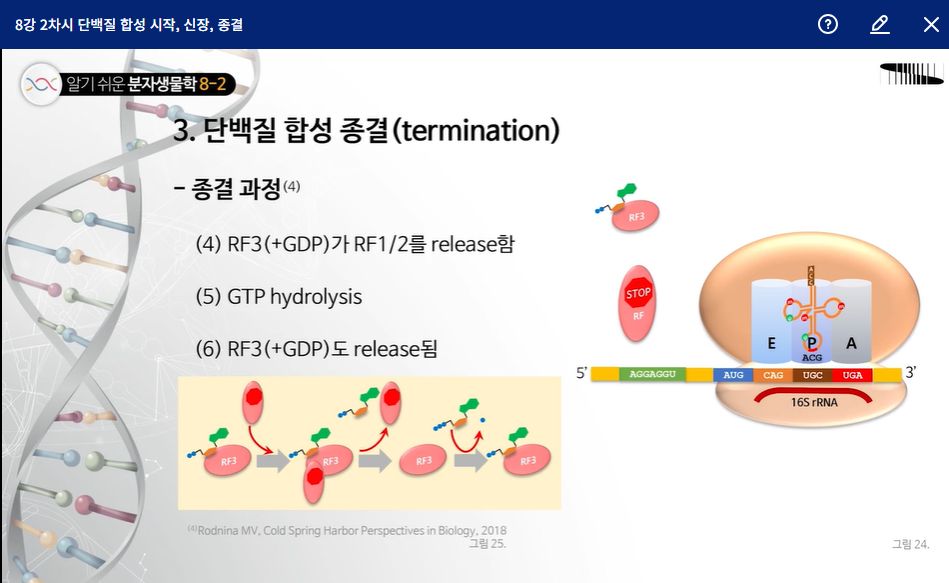 8강 2차시 단백질 합성 시작, 신장, 종결
알기 쉬운 분자생물학 8-2
3. 단백질 합성 종결(termination)
- 종결 과정(4)
(4) RF3(+GDP)가 RF1/2를 release함
(5) GTP hydrolysis
(6) RF3(+GDP)도 release됨
RF3
RF3
RF3
RF3
(4)Rodnina MV, Cold Spring Harbor Perspectives in Biology, 2018
그림 25.
RF3
STOP
RF
E P A
ACG
5' AGGAGGU AUG CAG UGC UGA 3'
16S rRNA
그림 24.